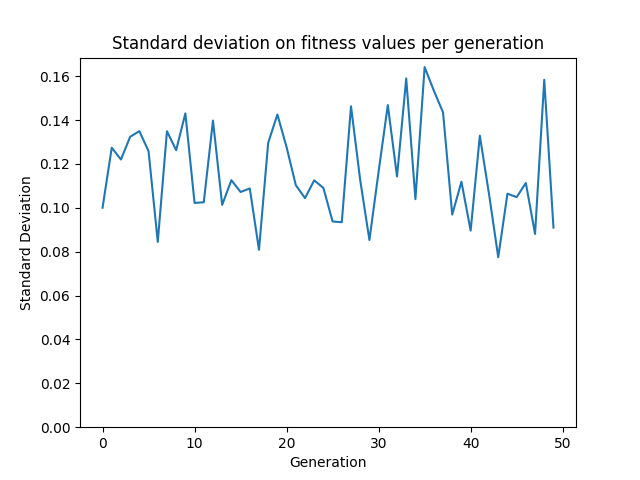 Standard deviation on fitness values per generation
0.16
0.14
0.12
0.10
0.08
0.06
0.04
0.02
0.00
Standard Deviation
0 10 20 30 40 50
Generation